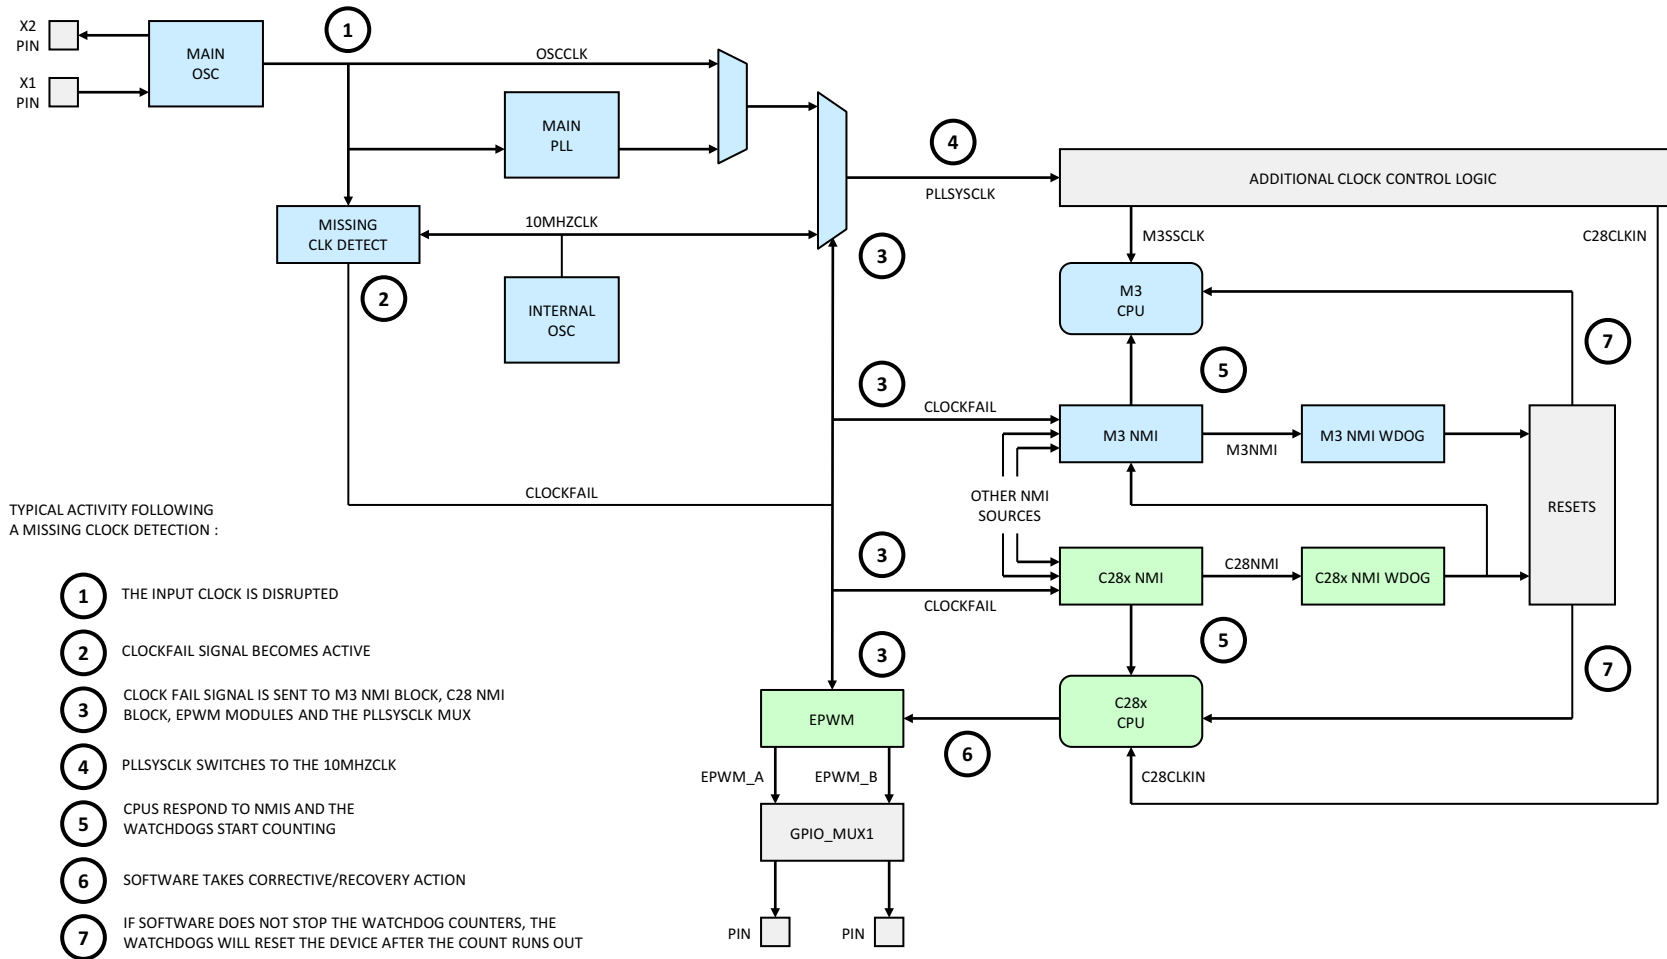 X2
PIN
X1
PIN
MAIN
OSC
1
OSCCLK
MAIN
PLL
4
PLLSYSCLK
ADDITIONAL CLOCK CONTROL LOGIC
MISSING
CLK DETECT
10MHZCLK
2
INTERNAL
OSC
3
M3SSCLK
C28CLKIN
M3
CPU
7
5
3
CLOCKFAIL
M3 NMI
M3NMI
M3 NMI WDOG
CLOCKFAIL
OTHER NMI
SOURCES
RESETS
3
CLOCKFAIL
C28x NMI
C28NMI
C28x NMI WDOG
5
3
7
EPWM
C28x
CPU
6
C28CLKIN
EPWM_A
EPWM_B
GPIO_MUX1
PIN
PIN
TYPICAL ACTIVITY FOLLOWING
A MISSING CLOCK DETECTION :
1
THE INPUT CLOCK IS DISRUPTED
2
CLOCKFAIL SIGNAL BECOMES ACTIVE
3
CLOCK FAIL SIGNAL IS SENT TO M3 NMI BLOCK, C28 NMI
BLOCK, EPWM MODULES AND THE PLLSYSCLK MUX
4
PLLSYSCLK SWITCHES TO THE 10MHZCLK
5
CPUS RESPOND TO NMIS AND THE
WATCHDOGS START COUNTING
6
SOFTWARE TAKES CORRECTIVE/RECOVERY ACTION
7
IF SOFTWARE DOES NOT STOP THE WATCHDOG COUNTERS, THE
WATCHDOGS WILL RESET THE DEVICE AFTER THE COUNT RUNS OUT